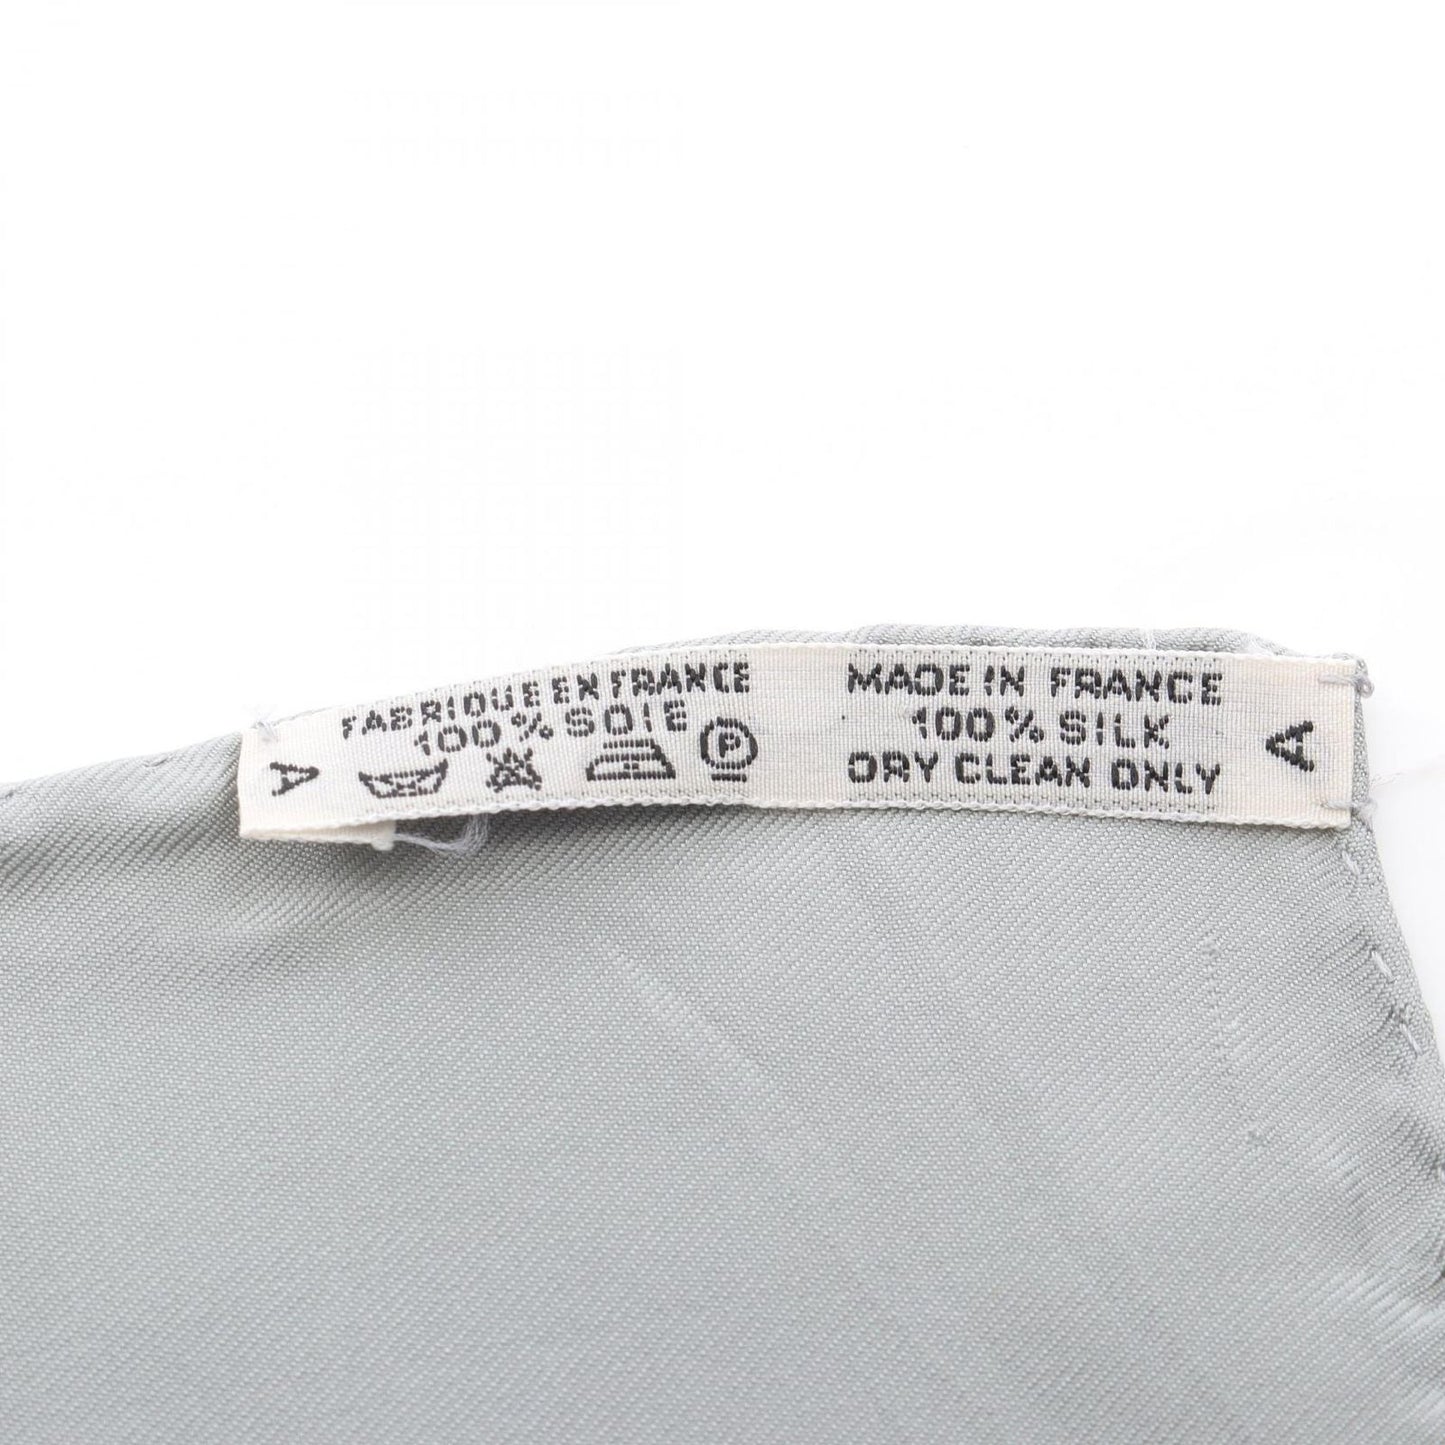 FABRIQUE EN FRANCE
100% SOIE
P
A
MADE IN FRANCE
100% SILK
DRY CLEAN ONLY
A